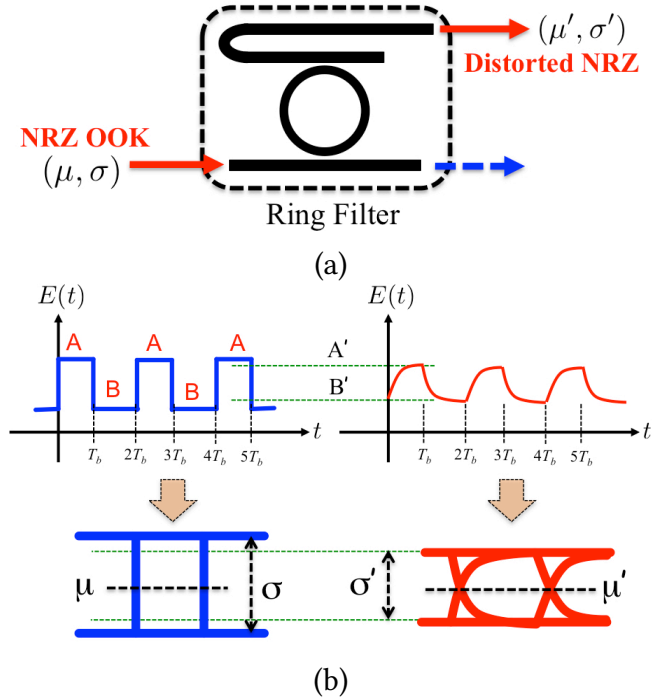 (μ′, σ′)
Distorted NRZ
NRZ OOK
(μ, σ)
Ring Filter
(a)
E(t)
A A A
B B
t
T_b 2T_b 3T_b 4T_b 5T_b
A'
B'
E(t)
t
T_b 2T_b 3T_b 4T_b 5T_b
μ σ
σ' μ'
(b)